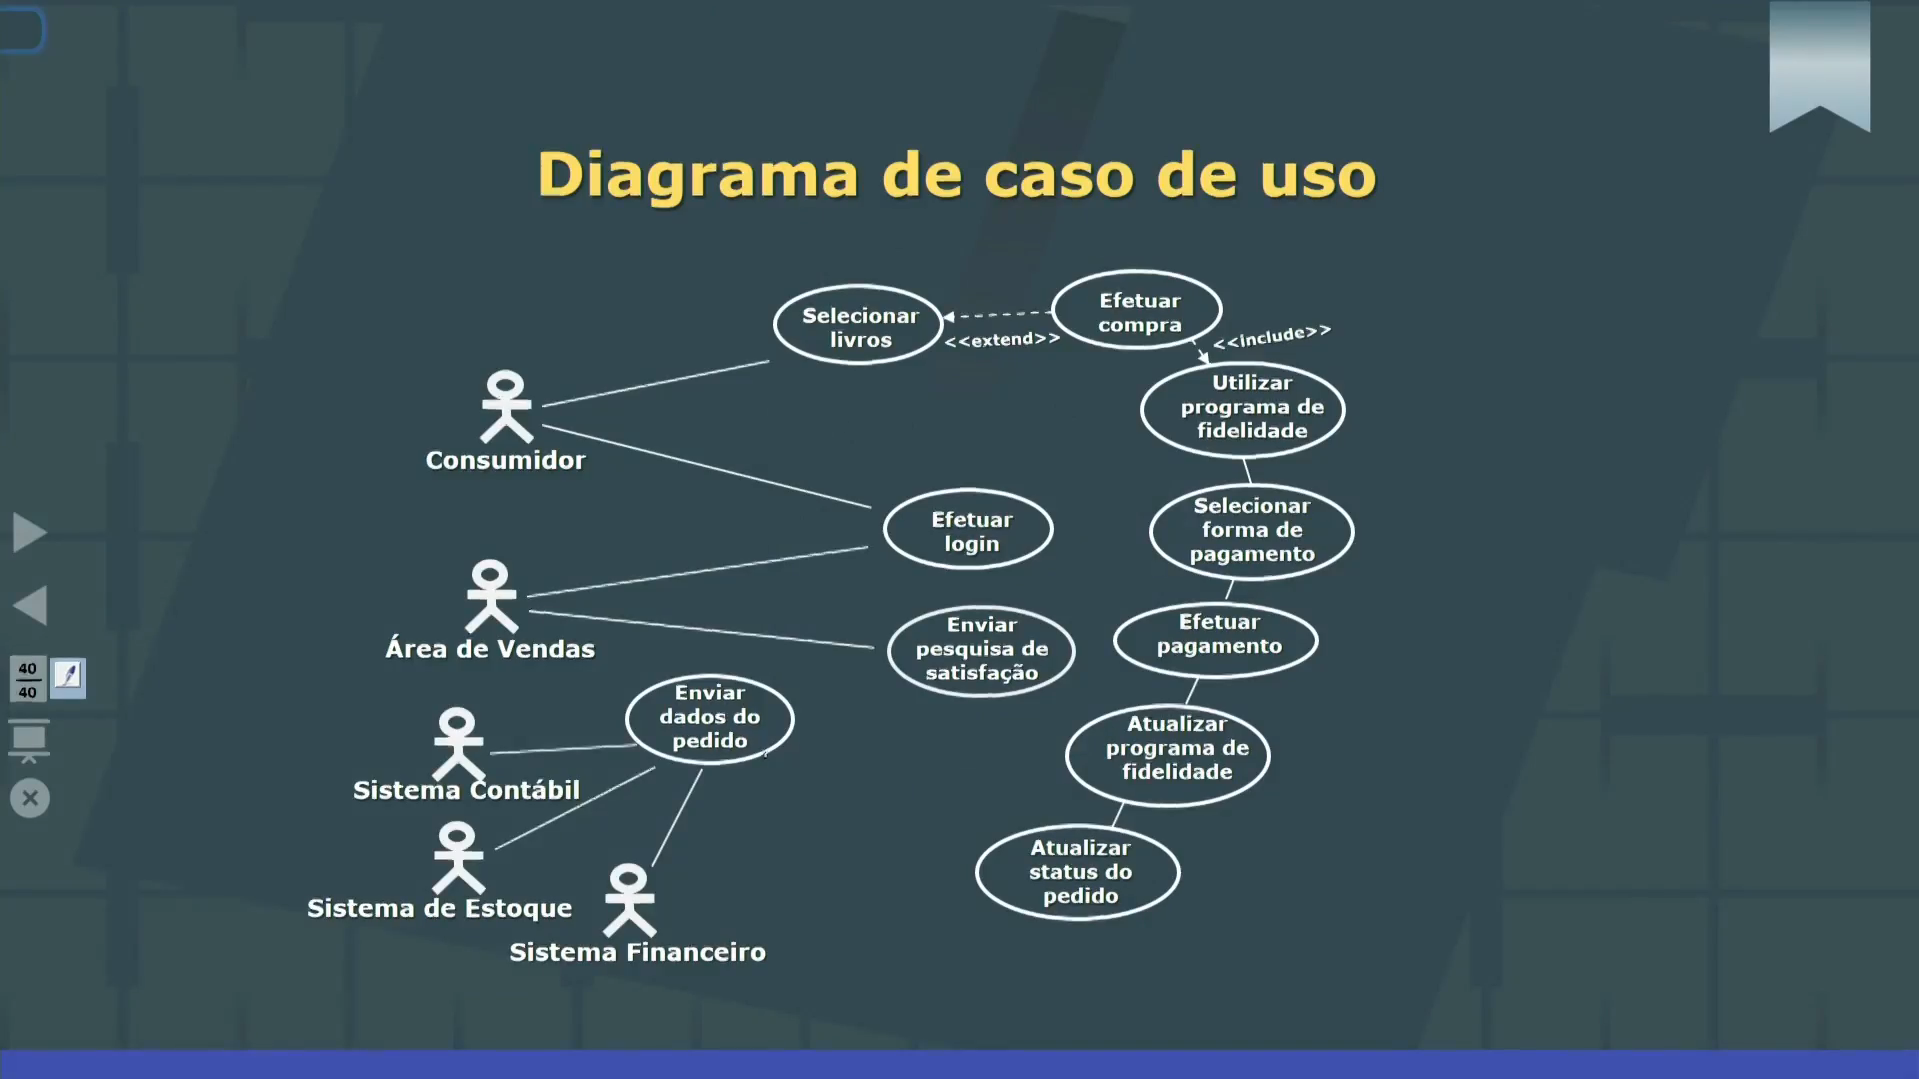 Diagrama de caso de uso
Selecionar
livros
<<extend>>
Efetuar
compra
<<include>>
Utilizar
programa de
fidelidade
Consumidor
Efetuar
login
Selecionar
forma de
pagamento
Área de Vendas
Enviar
pesquisa de
satisfação
Efetuar
pagamento
Enviar
dados do
pedido
Atualizar
programa de
fidelidade
Sistema Contábil
Atualizar
status do
pedido
Sistema de Estoque
Sistema Financeiro
40
40